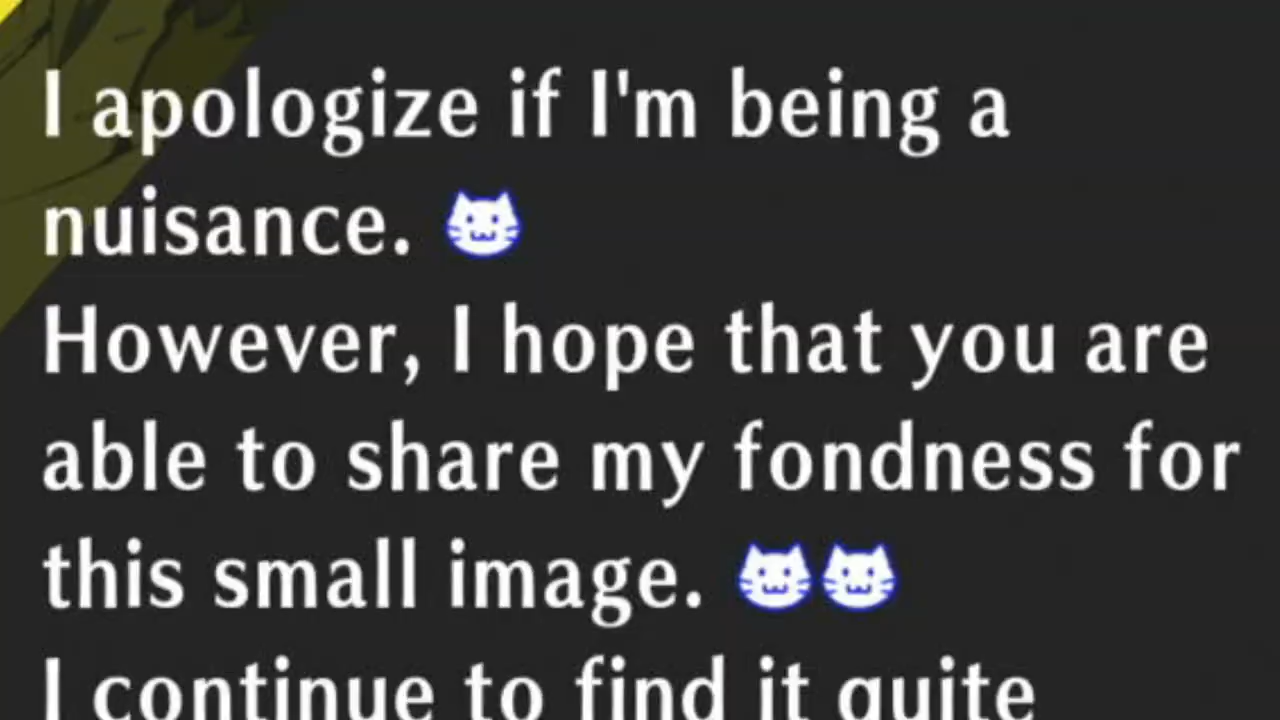 I apologize if I'm being a
nuisance. 🐱
However, I hope that you are
able to share my fondness for
this small image. 🐱🐱
I continue to find it quite